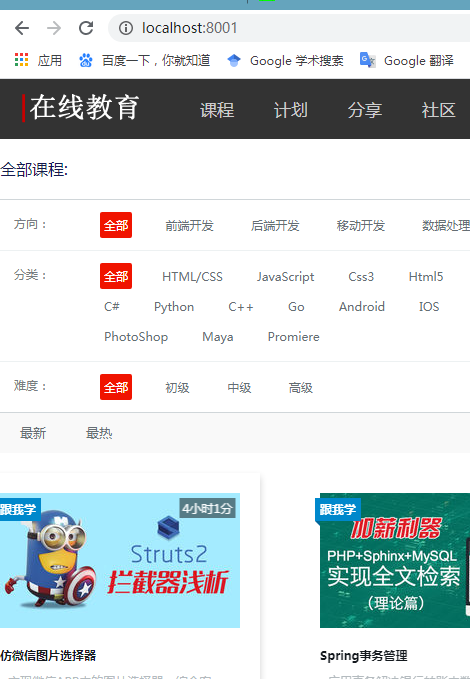 localhost:8001
应用 百度一下，你就知道 Google 学术搜索 Google 翻译
在线教育 课程 计划 分享 社区
全部课程:
方向： 全部 前端开发 后端开发 移动开发 数据处理
分类： 全部 HTML/CSS JavaScript Css3 Html5
C# Python C++ Go Android IOS
PhotoShop Maya Promiere
难度： 全部 初级 中级 高级
最新 最热
跟我学 4小时1分
Struts2
拦截器浅析
跟我学
加薪利器
PHP+Sphinx+MySQL
实现全文检索
（理论篇）
仿微信图片选择器 Spring事务管理